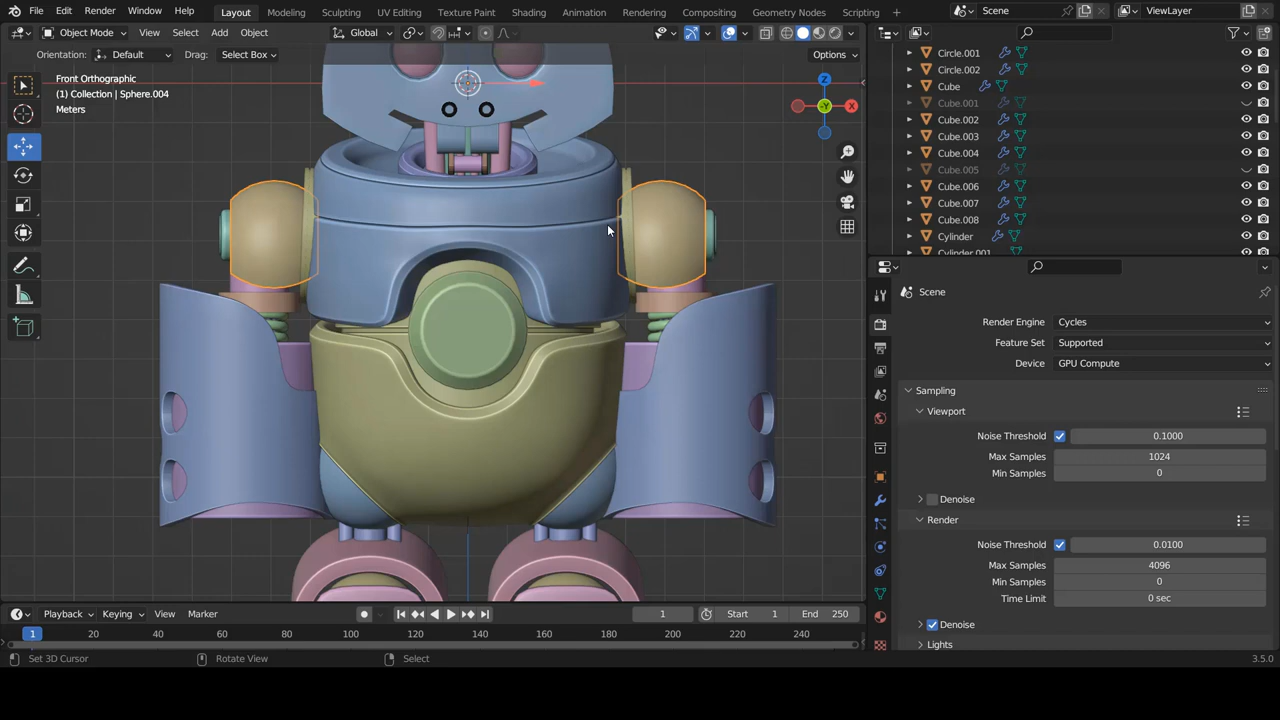 File Edit Render Window Help Layout Modeling Sculpting UV Editing Texture Paint Shading Animation Rendering Compositing Geometry Nodes Scripting Scene ViewLayer
Object Mode View Select Add Object Global
Orientation: Default Drag: Select Box Options
Front Orthographic
(1) Collection | Sphere.004
Meters
Z
Y
X
Circle.001
Circle.002
Cube
Cube.001
Cube.002
Cube.003
Cube.004
Cube.005
Cube.006
Cube.007
Cube.008
Cylinder
Cylinder.001
Scene
Render Engine Cycles
Feature Set Supported
Device GPU Compute
Sampling
Viewport
Noise Threshold 0.1000
Max Samples 1024
Min Samples 0
Denoise
Render
Noise Threshold 0.0100
Max Samples 4096
Min Samples 0
Time Limit 0 sec
Denoise
Lights
Playback Keying View Marker 1 Start 1 End 250
1 20 40 60 80 100 120 140 160 180 200 220 240
Set 3D Cursor Rotate View Select 3.5.0